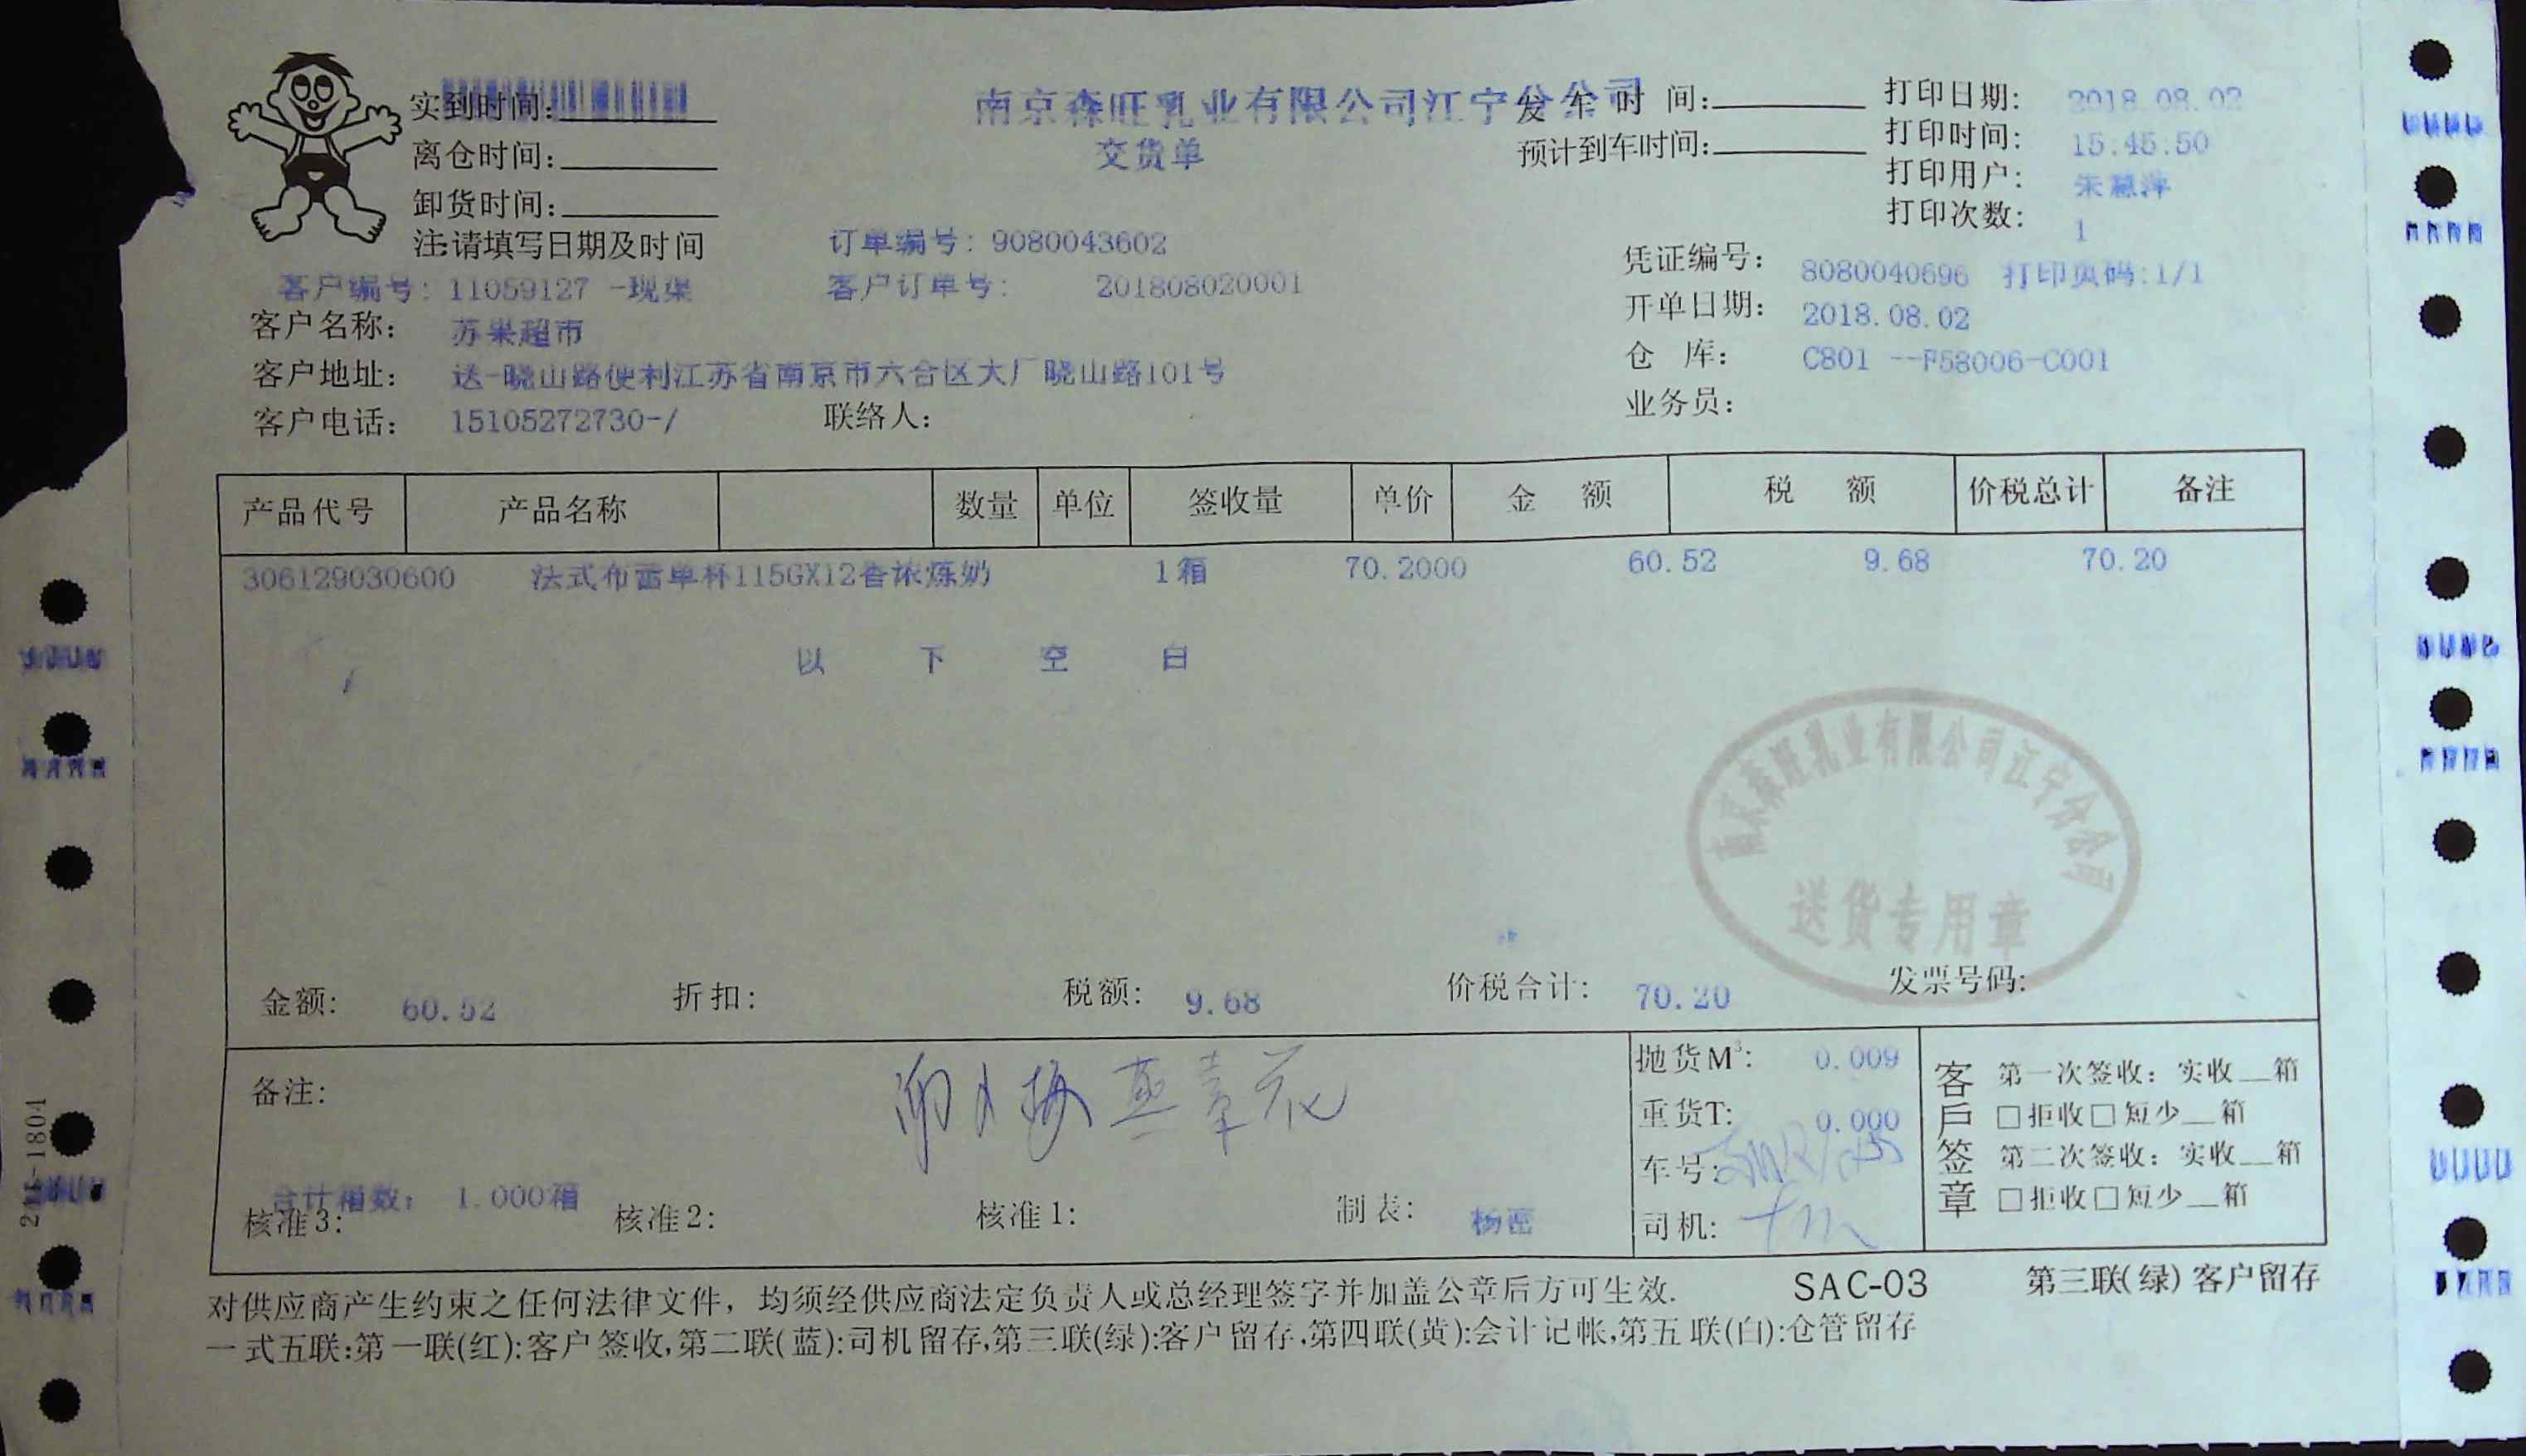 实到时间:
南京森旺乳业有限公司江宁分公司
发车时间:
打印日期: 2018.08.02
离仓时间:
交货单
预计到车时间:
打印时间: 15:45:50
卸货时间:
打印用户: 朱慧萍
注:请填写日期及时间
打印次数: 1
订单编号: 9080043602
凭证编号: 8080040696 打印页码:1/1
客户编号: 11059127 -现渠
客户订单号: 201808020001
开单日期: 2018.08.02
客户名称: 苏果超市
仓 库: C801 --F58006-C001
客户地址: 送-晓山路便利江苏省南京市六合区大厂晓山路101号
业务员:
客户电话: 15105272730-/ 联络人:
产品代号 产品名称 数量 单位 签收量 单价 金 额 税 额 价税总计 备注
306129030600 法式布蕾单杯115GX12香浓炼奶 1箱 70.2000 60.52 9.68 70.20
以 下 空 白
南京森旺乳业有限公司江宁分公司
送货专用章
金额: 60.52 折扣: 税额: 9.68 价税合计: 70.20 发票号码:
备注:
抛货M³: 0.009
重货T: 0.000
车号:
司机:
客户签章
第一次签收: 实收__箱
□拒收□短少__箱
第二次签收: 实收__箱
□拒收□短少__箱
合计箱数: 1.000箱
核准3: 核准2: 核准1: 制表: 杨密
对供应商产生约束之任何法律文件，均须经供应商法定负责人或总经理签字并加盖公章后方可生效. SAC-03 第三联(绿)客户留存
一式五联:第一联(红):客户签收,第二联(蓝):司机留存,第三联(绿):客户留存,第四联(黄):会计记帐,第五联(白):仓管留存